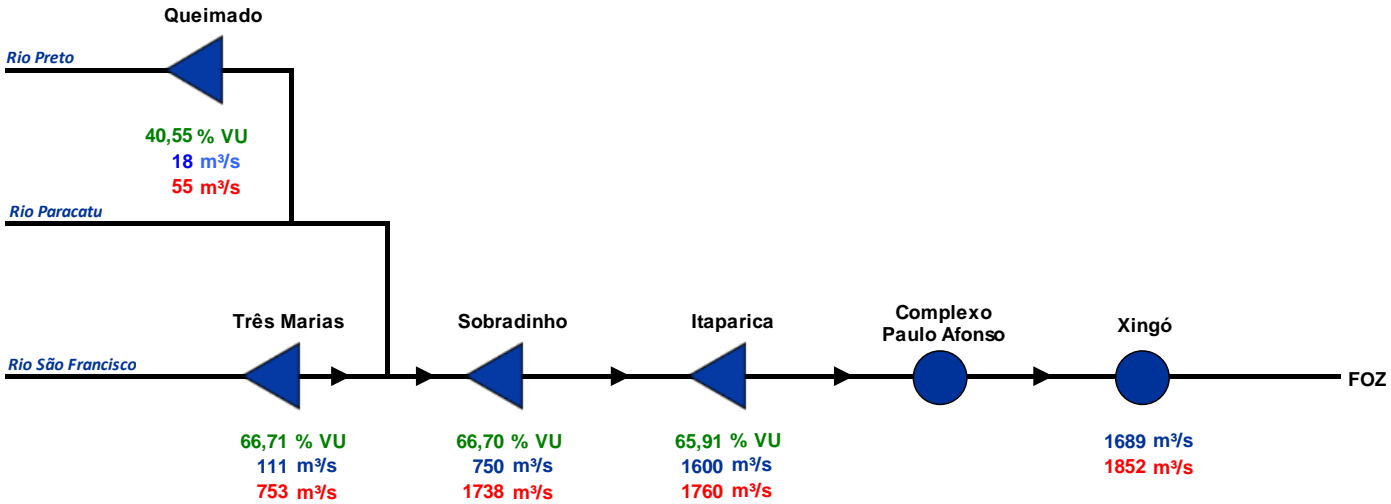 Queimado
Rio Preto
40,55 % VU
18 m³/s
55 m³/s
Rio Paracatu
Três Marias
Sobradinho
Itaparica
Complexo
Paulo Afonso
Xingó
Rio São Francisco
FOZ
66,71 % VU
111 m³/s
753 m³/s
66,70 % VU
750 m³/s
1738 m³/s
65,91 % VU
1600 m³/s
1760 m³/s
1689 m³/s
1852 m³/s